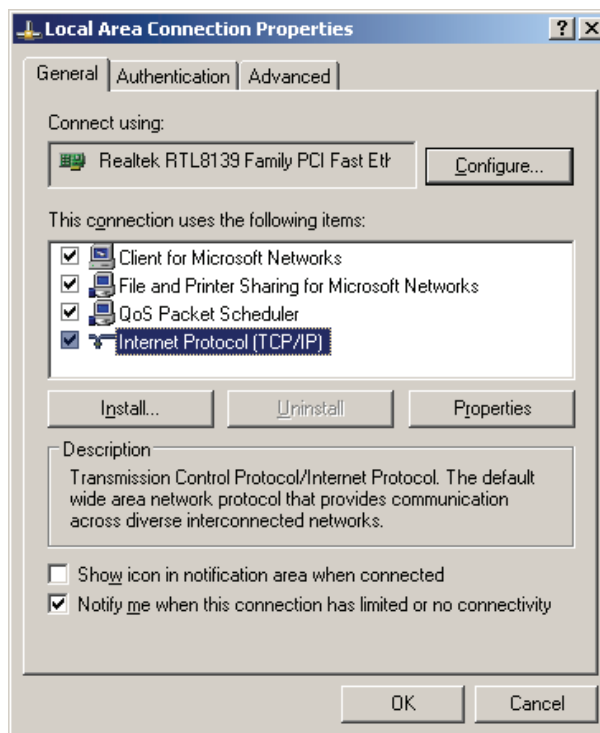 Local Area Connection Properties
General Authentication Advanced
Connect using:
Realtek RTL8139 Family PCI Fast Eth
Configure...
This connection uses the following items:
Client for Microsoft Networks
File and Printer Sharing for Microsoft Networks
QoS Packet Scheduler
Internet Protocol (TCP/IP)
Install... Uninstall Properties
Description
Transmission Control Protocol/Internet Protocol. The default
wide area network protocol that provides communication
across diverse interconnected networks.
Show icon in notification area when connected
Notify me when this connection has limited or no connectivity
OK Cancel